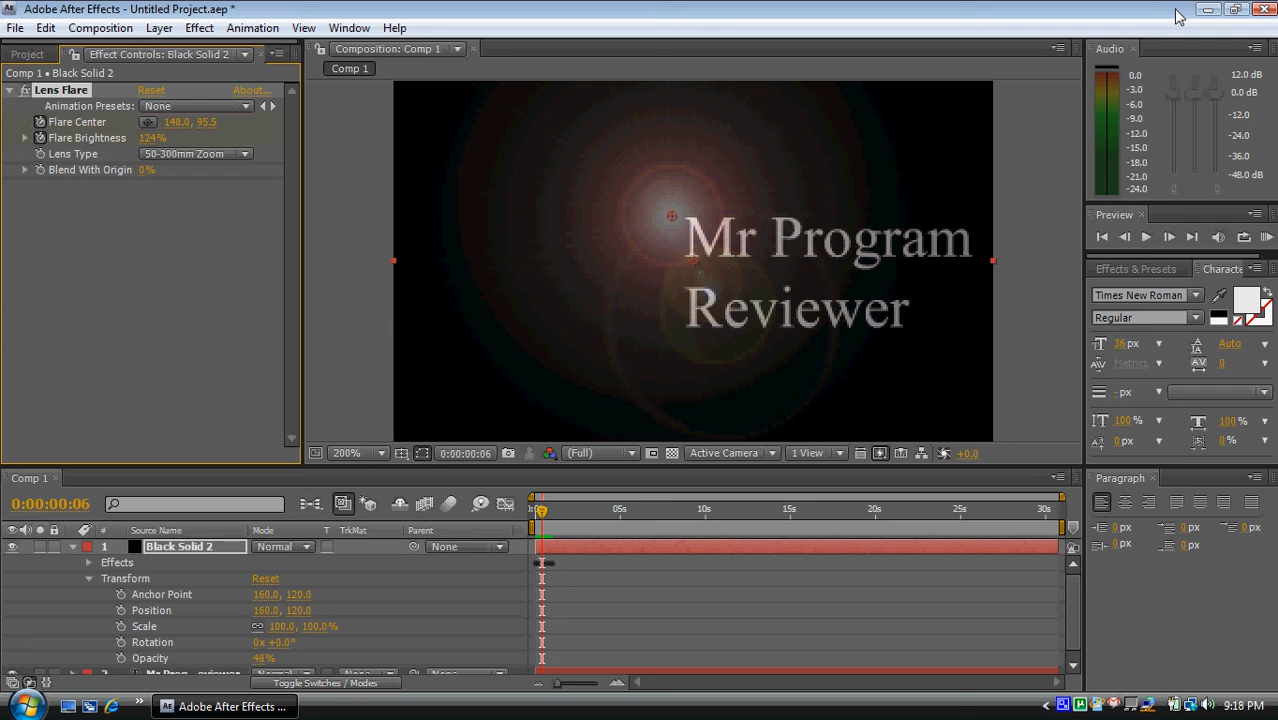 Adobe After Effects - Untitled Project.aep *
File Edit Composition Layer Effect Animation View Window Help
Project Effect Controls: Black Solid 2
Composition: Comp 1
Audio
Comp 1 • Black Solid 2
Comp 1
fx Lens Flare Reset About...
Animation Presets: None
Flare Center 148.0, 95.5
Flare Brightness 124%
Lens Type 50-300mm Zoom
Blend With Origin 0%
Mr Program
Reviewer
0.0
-3.0
-6.0
-9.0
-12.0
-15.0
-18.0
-21.0
-24.0
12.0 dB
0.0 dB
-12.0
-24.0
-36.0
-48.0 dB
0 0
Preview
Effects & Presets Characte
Times New Roman
Regular
36 px Auto
Metrics 0
- px
100 % 100 %
0 px 0 %
200% 0:00:00:06 (Full) Active Camera 1 View +0.0
Comp 1
0:00:00:06
05s 10s 15s 20s 25s 30s
# Source Name Mode T TrkMat Parent
1 Black Solid 2 Normal None
Effects
Transform Reset
Anchor Point 160.0, 120.0
Position 160.0, 120.0
Scale 100.0, 100.0%
Rotation 0x +0.0°
Opacity 48%
Toggle Switches / Modes
Paragraph
0 px 0 px 0 px
0 px 0 px
Adobe After Effects ...
9:18 PM